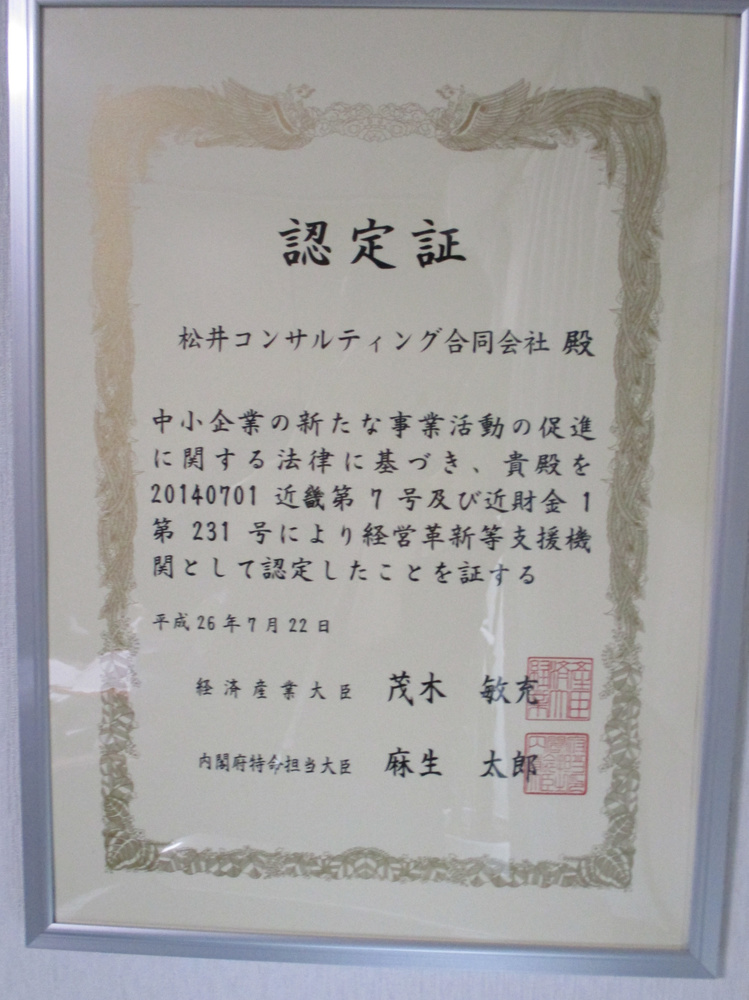 認定証
松井コンサルティング合同会社 殿
中小企業の新たな事業活動の促進
に関する法律に基づき、貴殿を
20140701 近畿第 7 号及び近財金 1
第 231 号により経営革新等支援機
関として認定したことを証する
平成 26 年 7 月 22 日
経済産業大臣 茂木 敏充
内閣府特命担当大臣 麻生 太郎